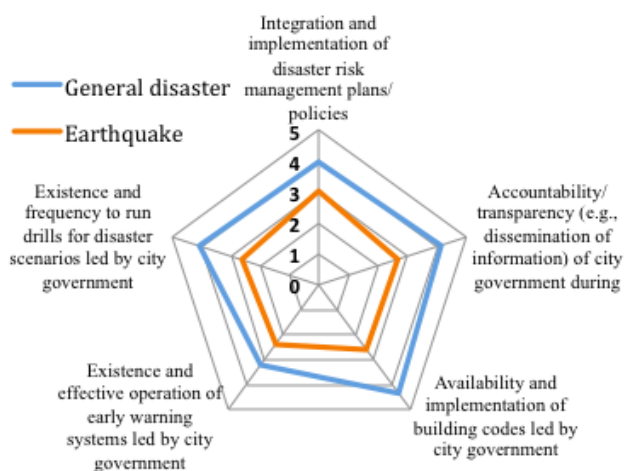 Integration and
implementation of
disaster risk
management plans/
policies
General disaster
Earthquake
5
4
3
2
1
0
Existence and
frequency to run
drills for disaster
scenarios led by city
government
Accountability/
transparency (e.g.,
dissemination of
information) of city
government during
Existence and
effective operation of
early warning
systems led by city
government
Availability and
implementation of
building codes led by
city government